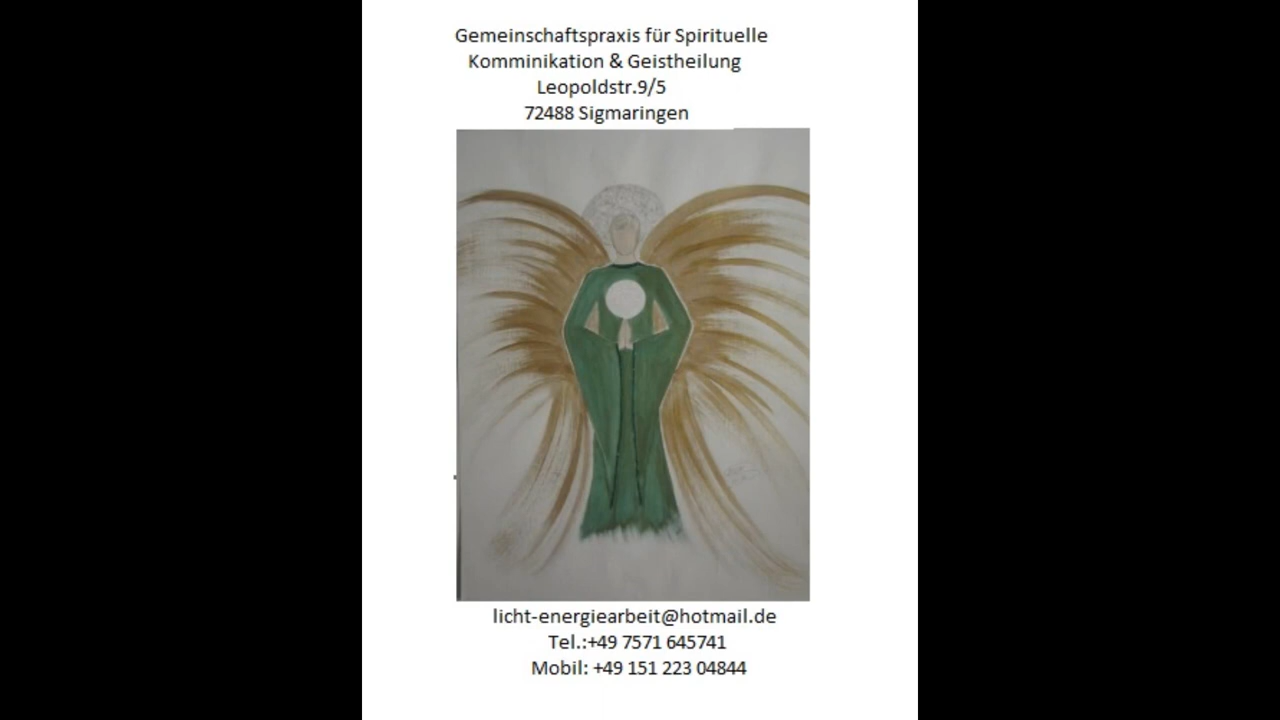 Gemeinschaftspraxis für Spirituelle
Komminikation & Geistheilung
Leopoldstr.9/5
72488 Sigmaringen
licht-energiearbeit@hotmail.de
Tel.:+49 7571 645741
Mobil: +49 151 223 04844